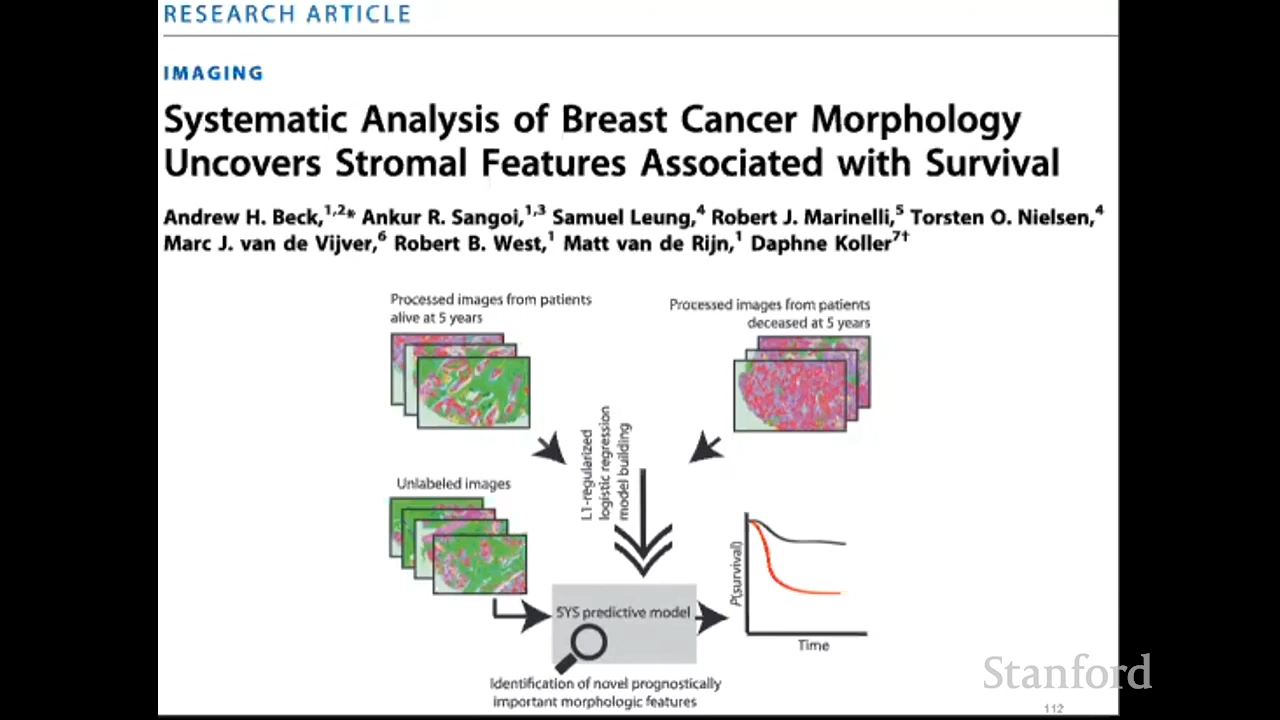 RESEARCH ARTICLE
IMAGING
Systematic Analysis of Breast Cancer Morphology
Uncovers Stromal Features Associated with Survival
Andrew H. Beck,1,2* Ankur R. Sangoi,1,3 Samuel Leung,4 Robert J. Marinelli,5 Torsten O. Nielsen,4
Marc J. van de Vijver,6 Robert B. West,1 Matt van de Rijn,1 Daphne Koller7†
Processed images from patients
alive at 5 years
Processed images from patients
deceased at 5 years
L1-regularized
logistic regression
model building
Unlabeled images
SYS predictive model
P(survival)
Time
Identification of novel prognostically
important morphologic features
Stanford
112